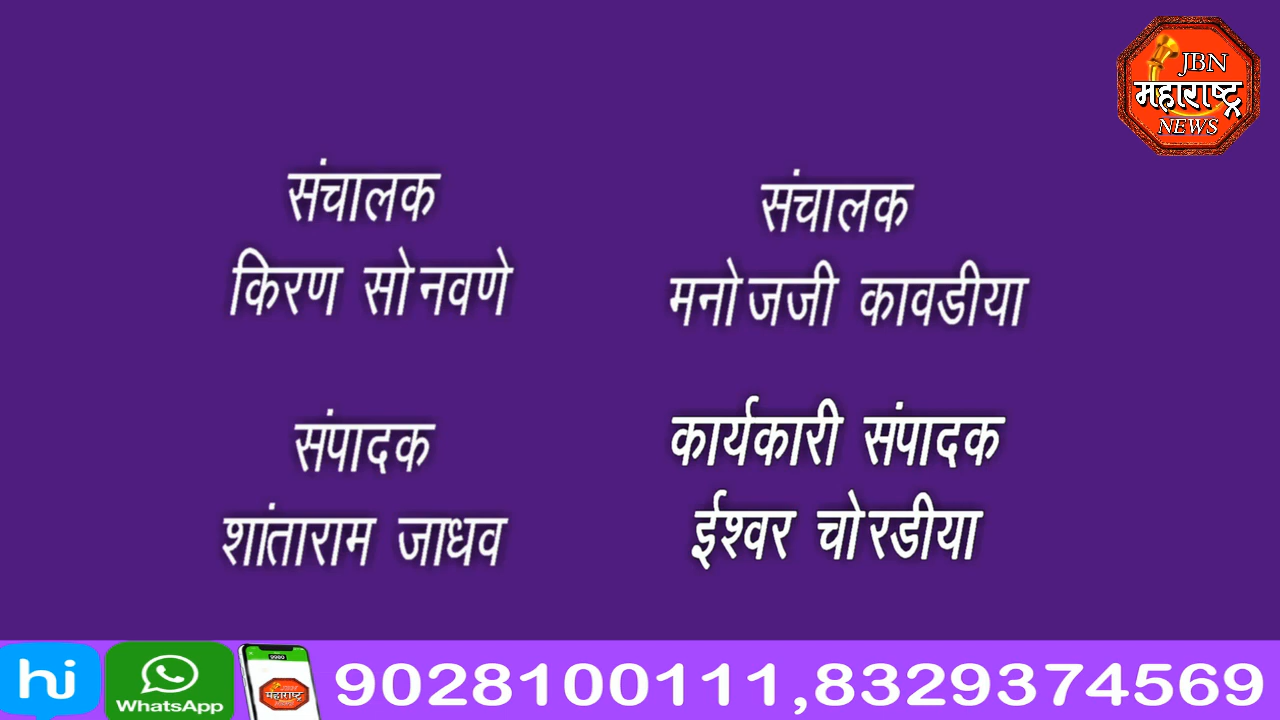 JBN
महाराष्ट्र
NEWS
संचालक
किरण सोनवणे
संचालक
मनोजजी कावडीया
संपादक
शांताराम जाधव
कार्यकारी संपादक
ईश्वर चोरडीया
hi
WhatsApp
महाराष्ट्र
9028100111,8329374569